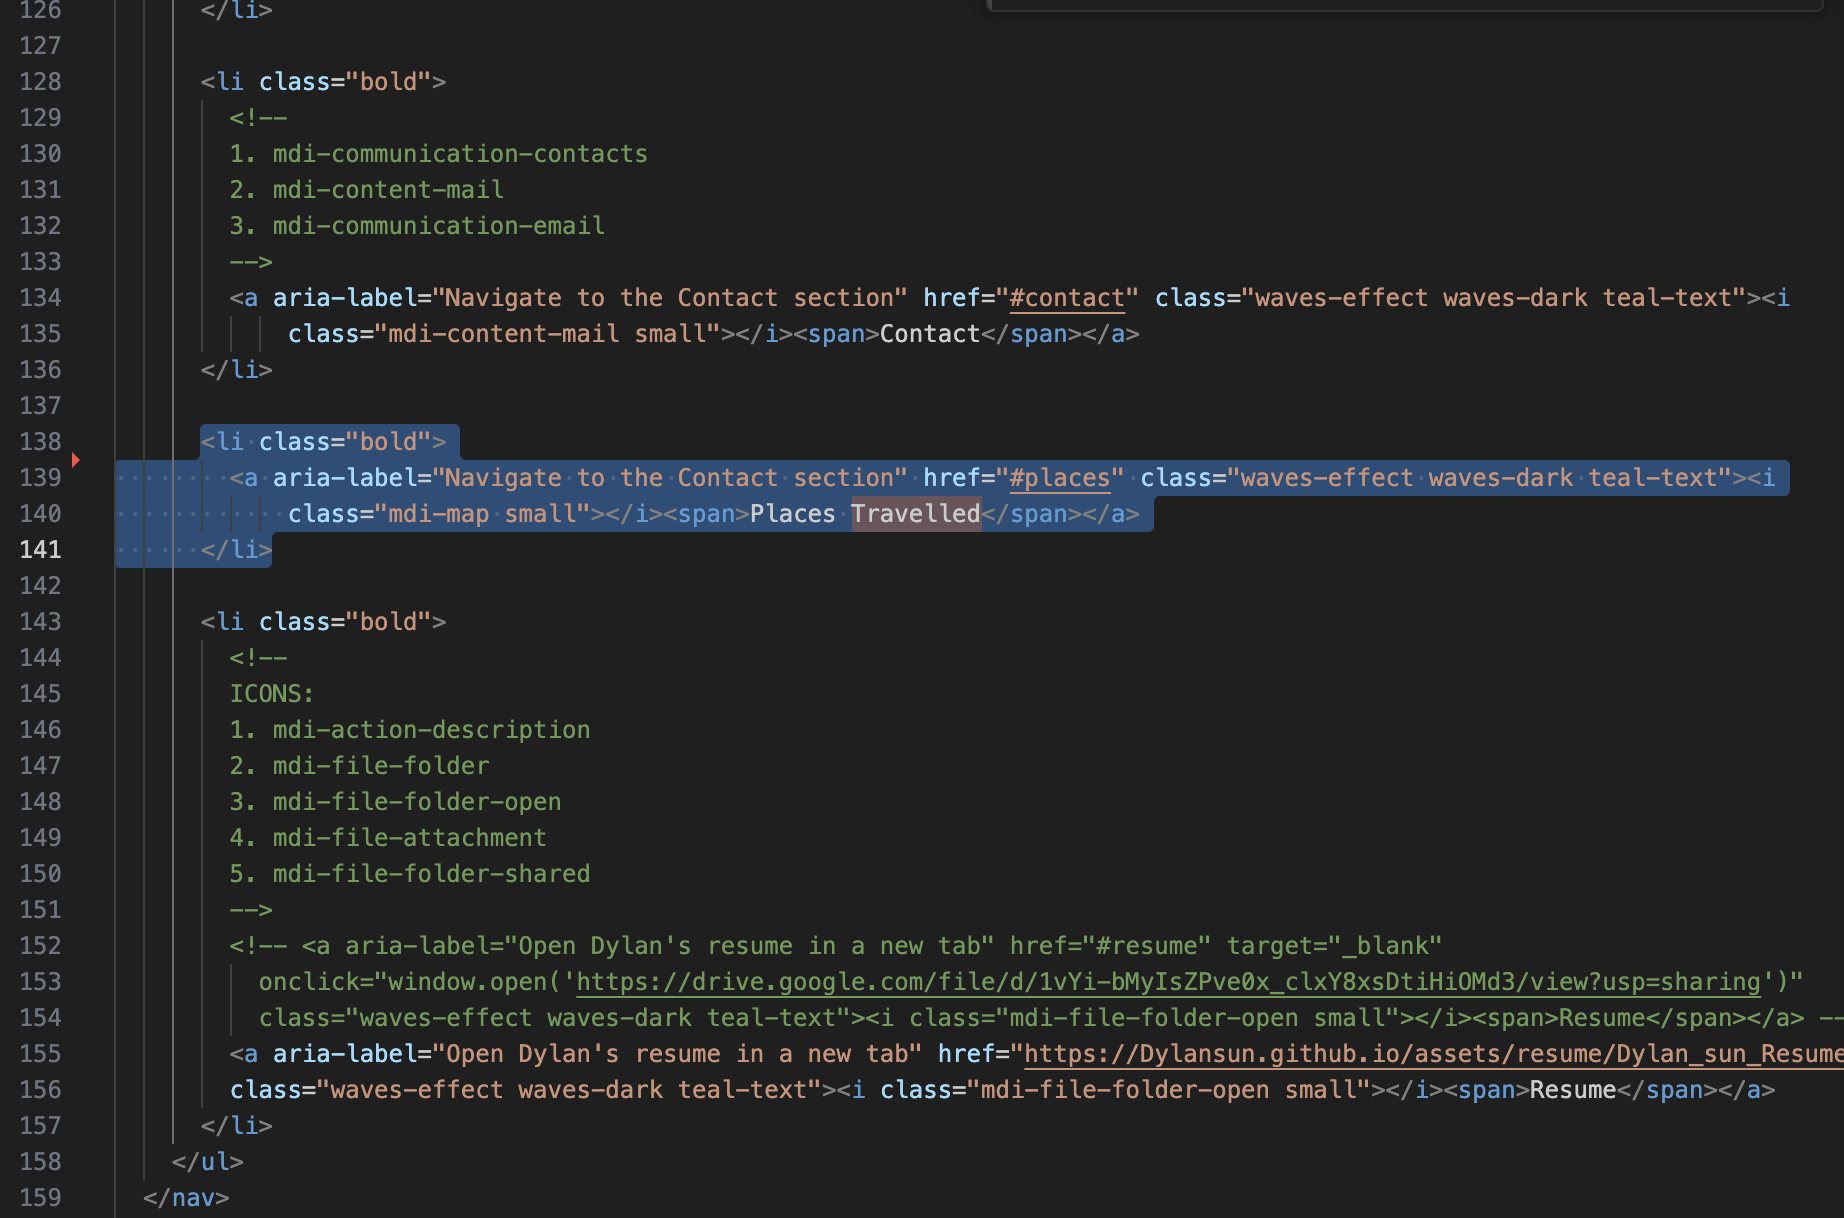 126 </li>
127
128 <li class="bold">
129 <!--
130 1. mdi-communication-contacts
131 2. mdi-content-mail
132 3. mdi-communication-email
133 -->
134 <a aria-label="Navigate to the Contact section" href="#contact" class="waves-effect waves-dark teal-text"><i
135 class="mdi-content-mail small"></i><span>Contact</span></a>
136 </li>
137
138 <li class="bold">
139 <a aria-label="Navigate to the Contact section" href="#places" class="waves-effect waves-dark teal-text"><i
140 class="mdi-map small"></i><span>Places Travelled</span></a>
141 </li>
142
143 <li class="bold">
144 <!--
145 ICONS:
146 1. mdi-action-description
147 2. mdi-file-folder
148 3. mdi-file-folder-open
149 4. mdi-file-attachment
150 5. mdi-file-folder-shared
151 -->
152 <!-- <a aria-label="Open Dylan's resume in a new tab" href="#resume" target="_blank"
153 onclick="window.open('https://drive.google.com/file/d/1vYi-bMyIsZPve0x_clxY8xsDtiHiOMd3/view?usp=sharing')"
154 class="waves-effect waves-dark teal-text"><i class="mdi-file-folder-open small"></i><span>Resume</span></a> --
155 <a aria-label="Open Dylan's resume in a new tab" href="https://Dylansun.github.io/assets/resume/Dylan_sun_Resume
156 class="waves-effect waves-dark teal-text"><i class="mdi-file-folder-open small"></i><span>Resume</span></a>
157 </li>
158 </ul>
159 </nav>